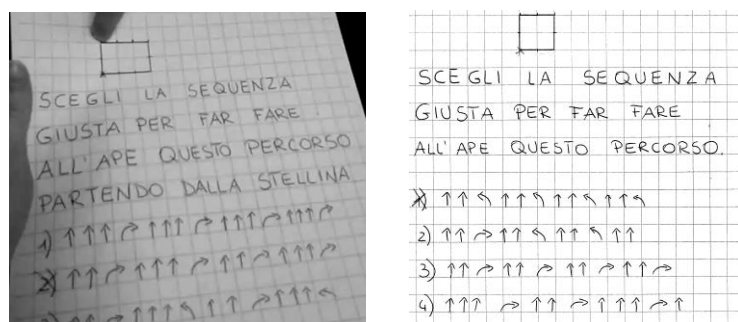 SCEGLI LA SEQUENZA
GIUSTA PER FAR FARE
ALL'APE QUESTO PERCORSO
PARTENDO DALLA STELLINA
1) ↑↑↑↱↑↑↑↱↑↑↑↱↑↑↑↱
2) ↑↑↱↑↑↑↱↑↑↱↑↑↑↱
SCEGLI LA SEQUENZA
GIUSTA PER FAR FARE
ALL'APE QUESTO PERCORSO.
1) ↑↑↰↑↑↰↑↑↰↑↑↰
2) ↑↑↱↑↑↰↑↑↰↑↑
3) ↑↑↱↑↑↱↑↑↱↑↑↱
4) ↑↑↑↱↑↑↱↑↑↑↱↑